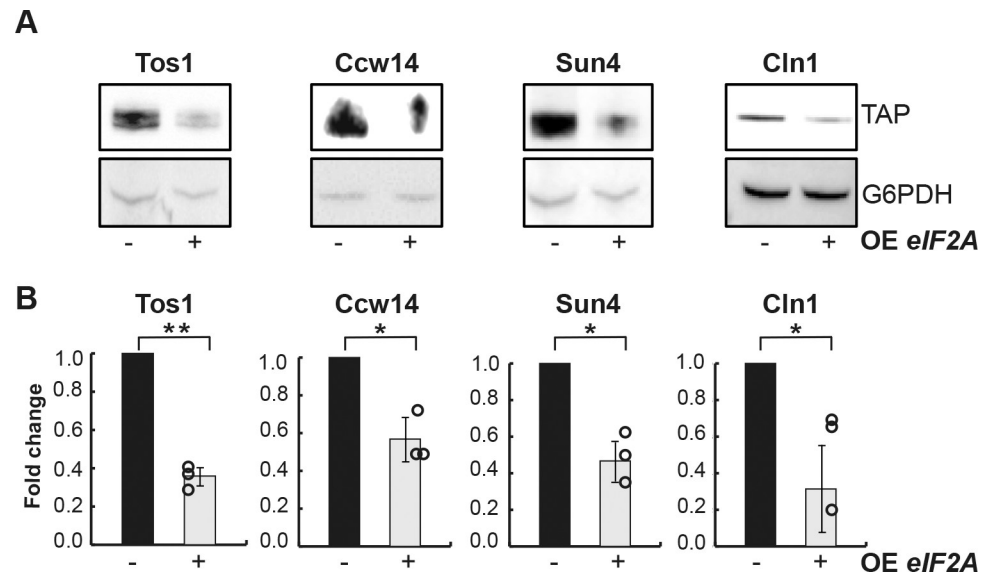 A
Tos1 Ccw14 Sun4 Cln1
TAP
G6PDH
- + - + - + - + OE eIF2A
B
Tos1 Ccw14 Sun4 Cln1
** * * *
Fold change
1.0 1.0 1.0 1.0
0.8 0.8 0.8 0.8
0.6 0.6 0.6 0.6
0.4 0.4 0.4 0.4
0.2 0.2 0.2 0.2
0.0 0.0 0.0 0.0
- + - + - + - + OE eIF2A